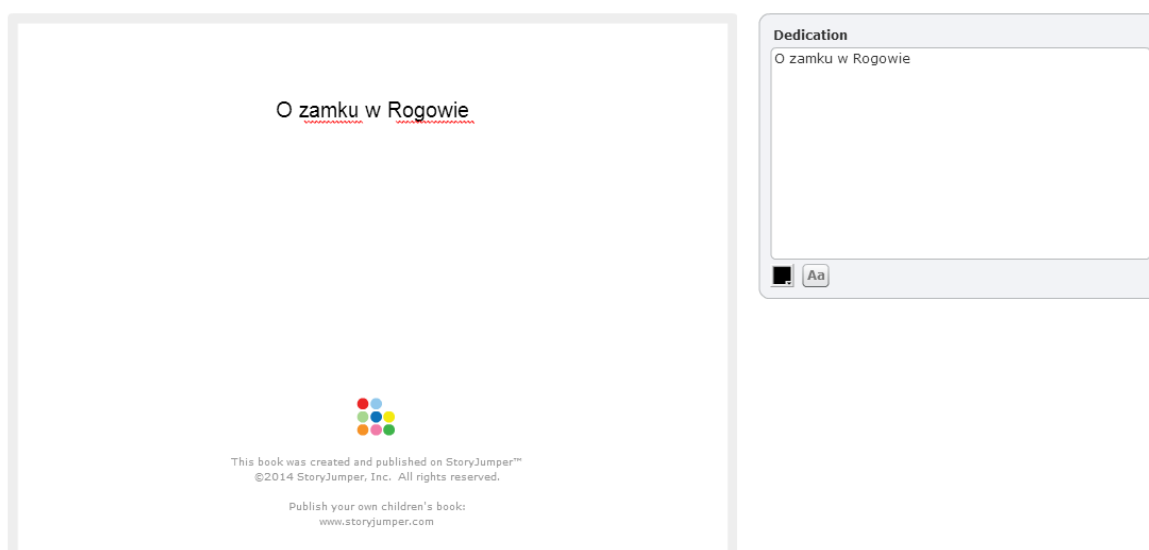 O zamku w Rogowie
This book was created and published on StoryJumper™
©2014 StoryJumper, Inc. All rights reserved.
Publish your own children's book:
www.storyjumper.com
Dedication
O zamku w Rogowie
Aa